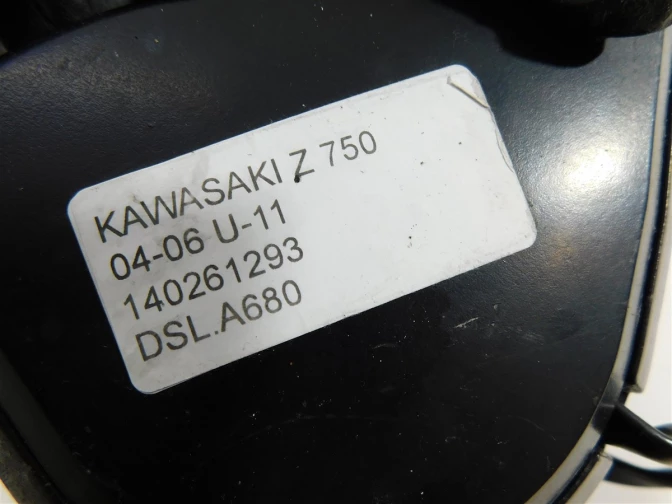 KAWASAKI Z 750
04-06 U-11
140261293
DSL.A680